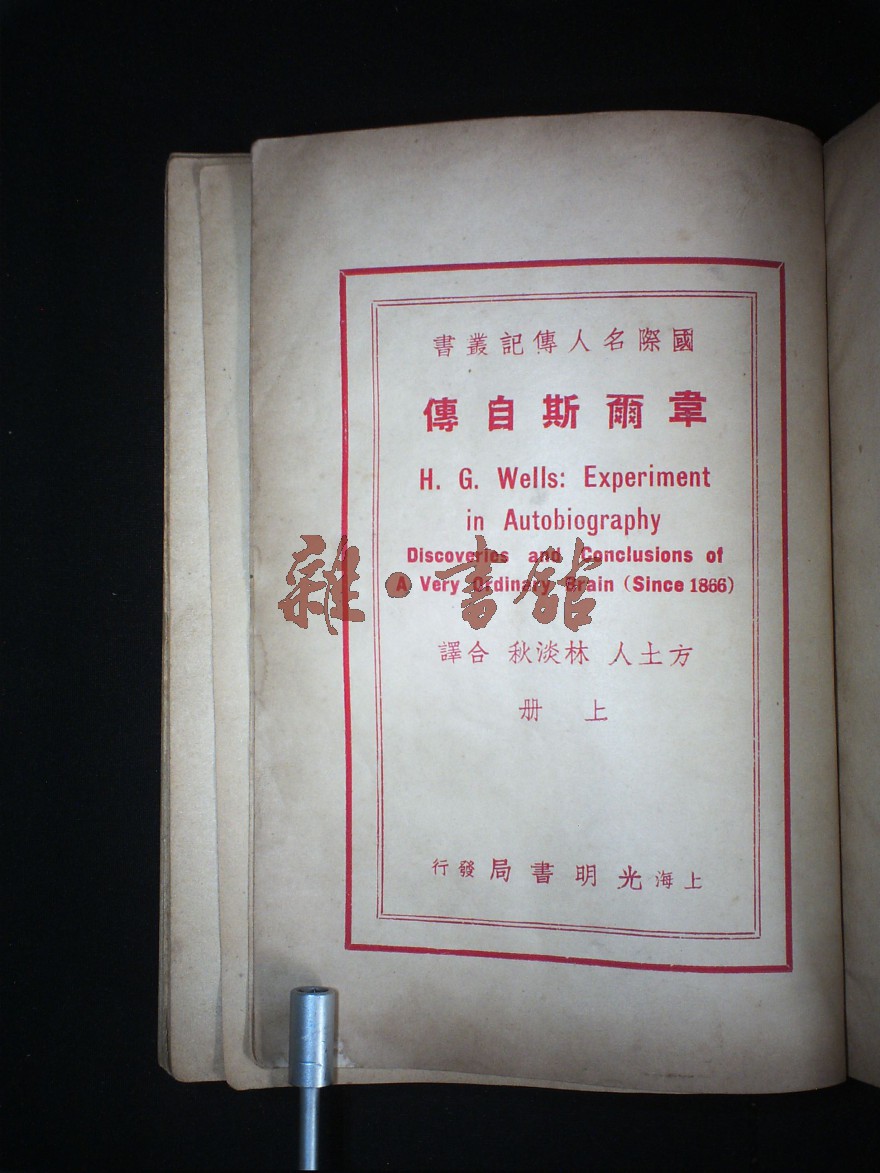 國際名人傳記叢書
韋爾斯自傳
H. G. Wells: Experiment
in Autobiography
Discoveries and Conclusions of
A Very Ordinary Brain (Since 1866)
方土人 林淡秋 合譯
上 册
上海光明書局發行
雜·書館